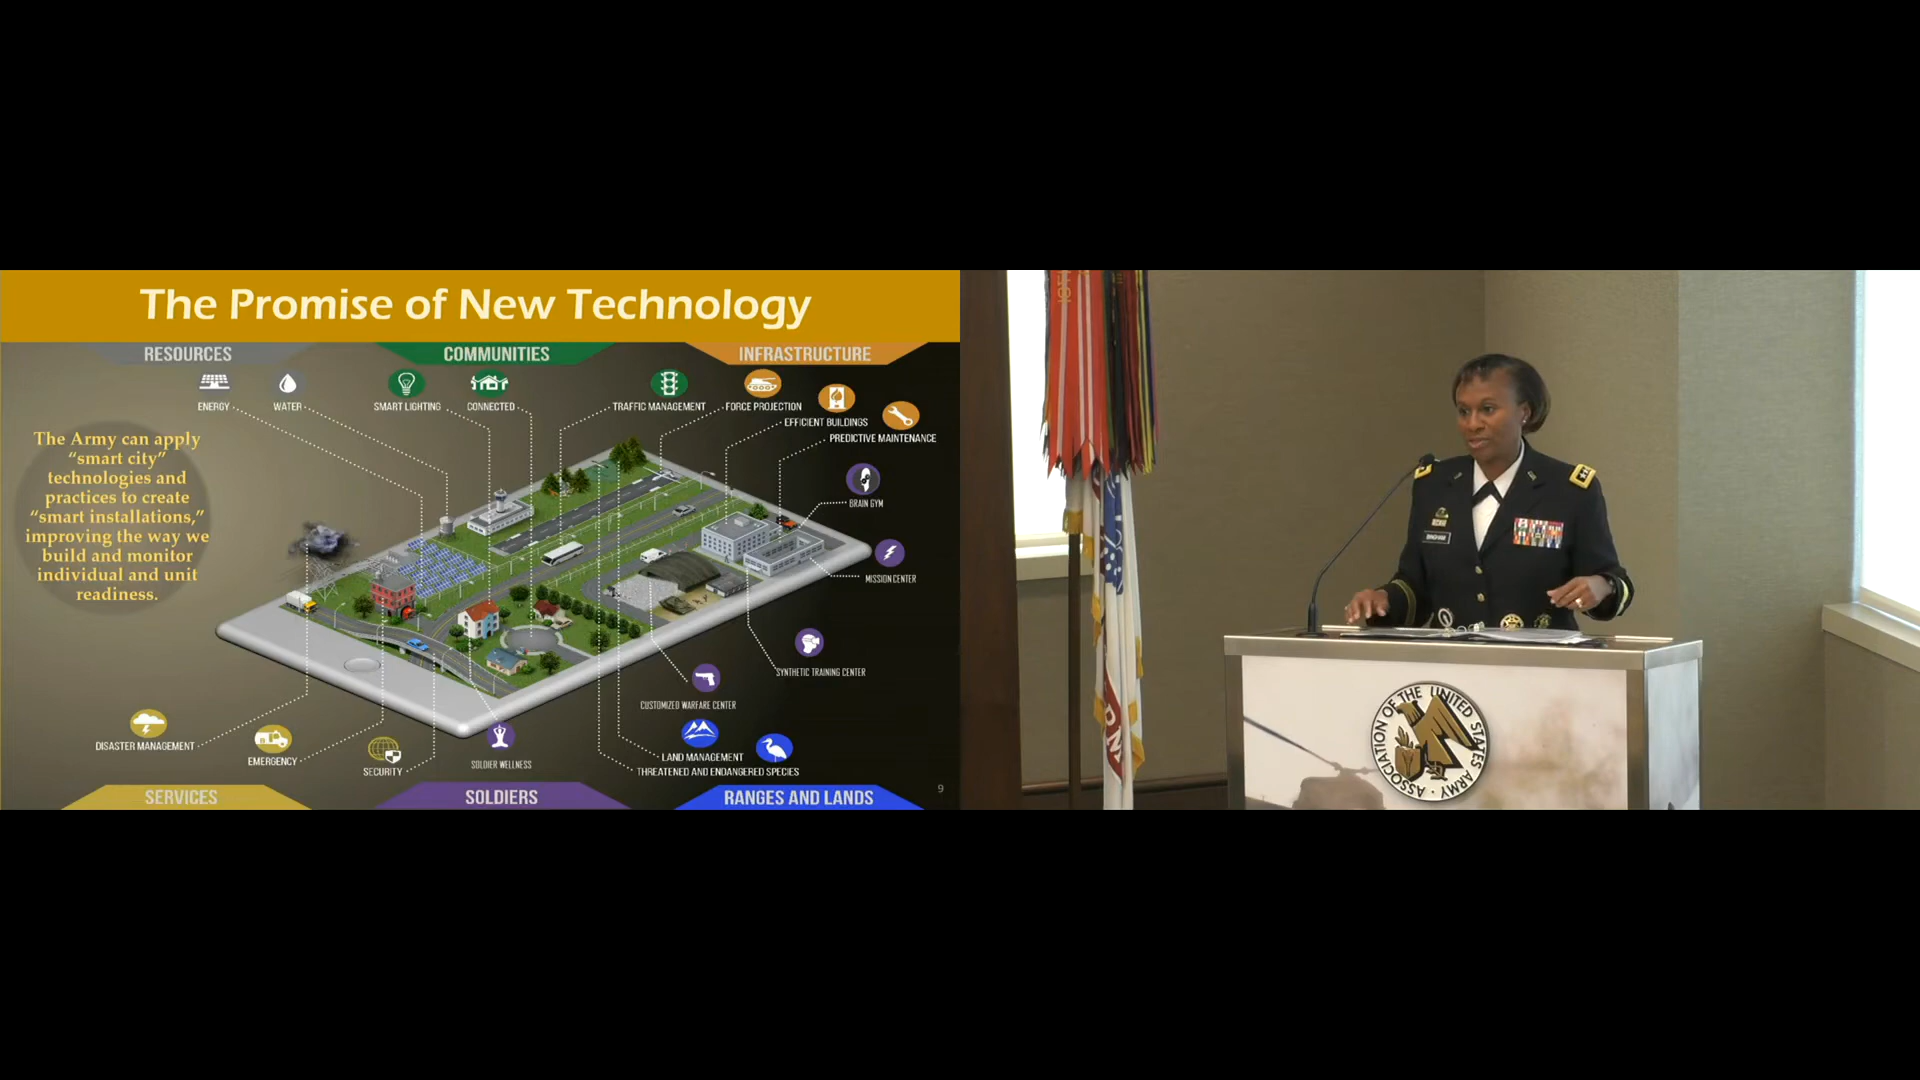 The Promise of New Technology
RESOURCES
COMMUNITIES
INFRASTRUCTURE
ENERGY
WATER
SMART LIGHTING
CONNECTED
TRAFFIC MANAGEMENT
FORCE PROJECTION
EFFICIENT BUILDINGS
PREDICTIVE MAINTENANCE
The Army can apply
“smart city”
technologies and
practices to create
“smart installations,”
improving the way we
build and monitor
individual and unit
readiness.
BRAIN GYM
MISSION CENTER
SYNTHETIC TRAINING CENTER
CUSTOMIZED WARFARE CENTER
DISASTER MANAGEMENT
EMERGENCY
SECURITY
SOLDIER WELLNESS
LAND MANAGEMENT
THREATENED AND ENDANGERED SPECIES
SERVICES
SOLDIERS
RANGES AND LANDS
9
BINGHAM
ASSOCIATION OF THE UNITED STATES ARMY